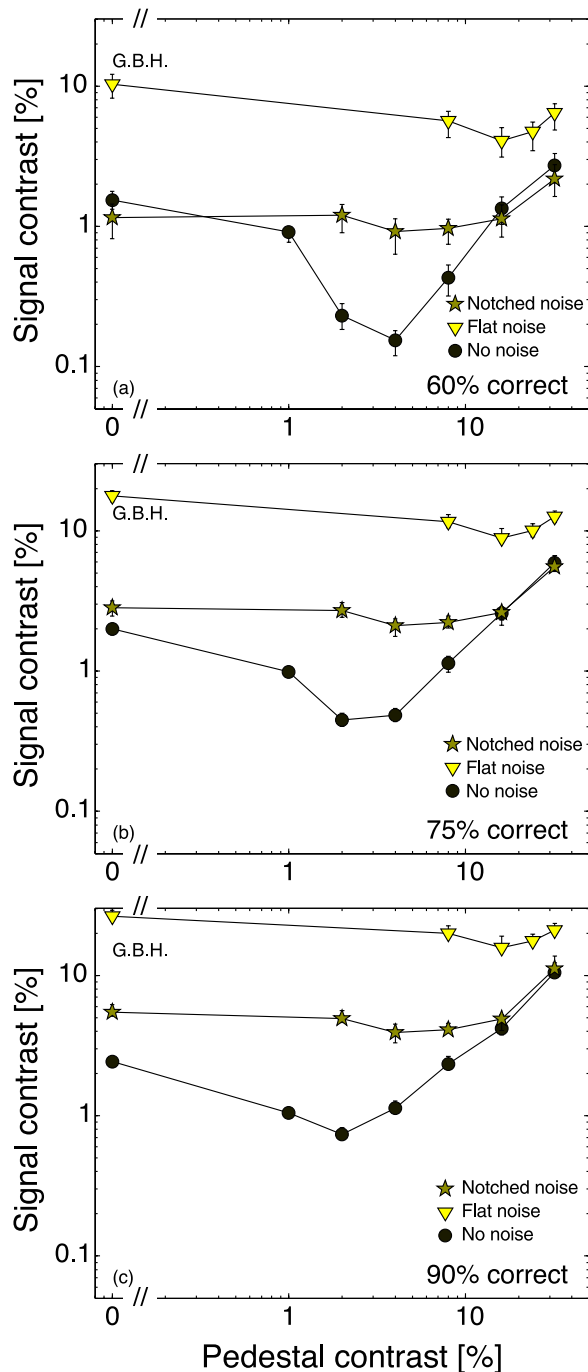 //
G.B.H.
10
1
0.1
Signal contrast [%]
Notched noise
Flat noise
No noise
(a)
60% correct
//
0
1
10
//
G.B.H.
10
1
0.1
Signal contrast [%]
Notched noise
Flat noise
No noise
(b)
75% correct
//
0
1
10
//
G.B.H.
10
1
0.1
Signal contrast [%]
Notched noise
Flat noise
No noise
(c)
90% correct
//
0
1
10
Pedestal contrast [%]